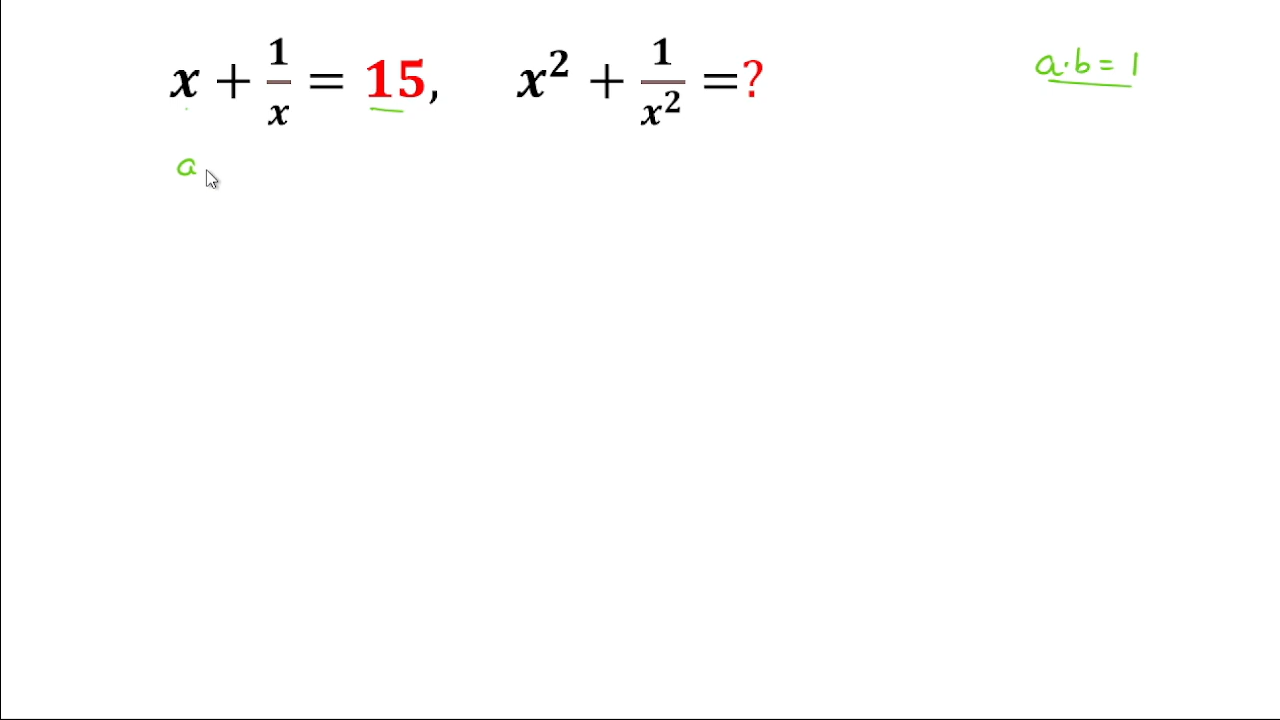 x + 1/x = 15, x² + 1/x² =?
a·b = 1
a